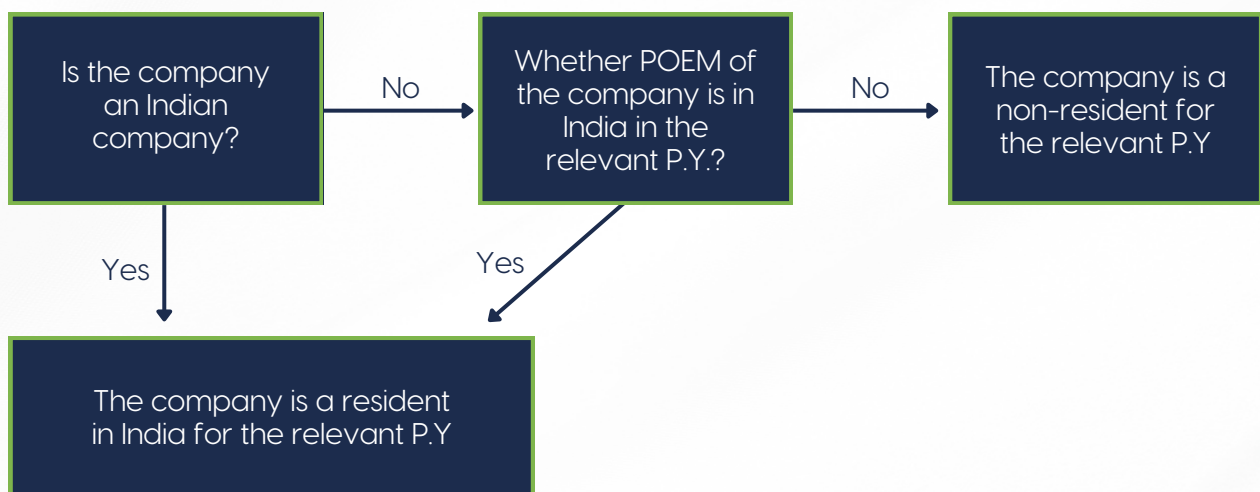 Is the company
an Indian
company?
No
Whether POEM of
the company is in
India in the
relevant P.Y.?
No
The company is a
non-resident for
the relevant P.Y
Yes
Yes
The company is a resident
in India for the relevant P.Y